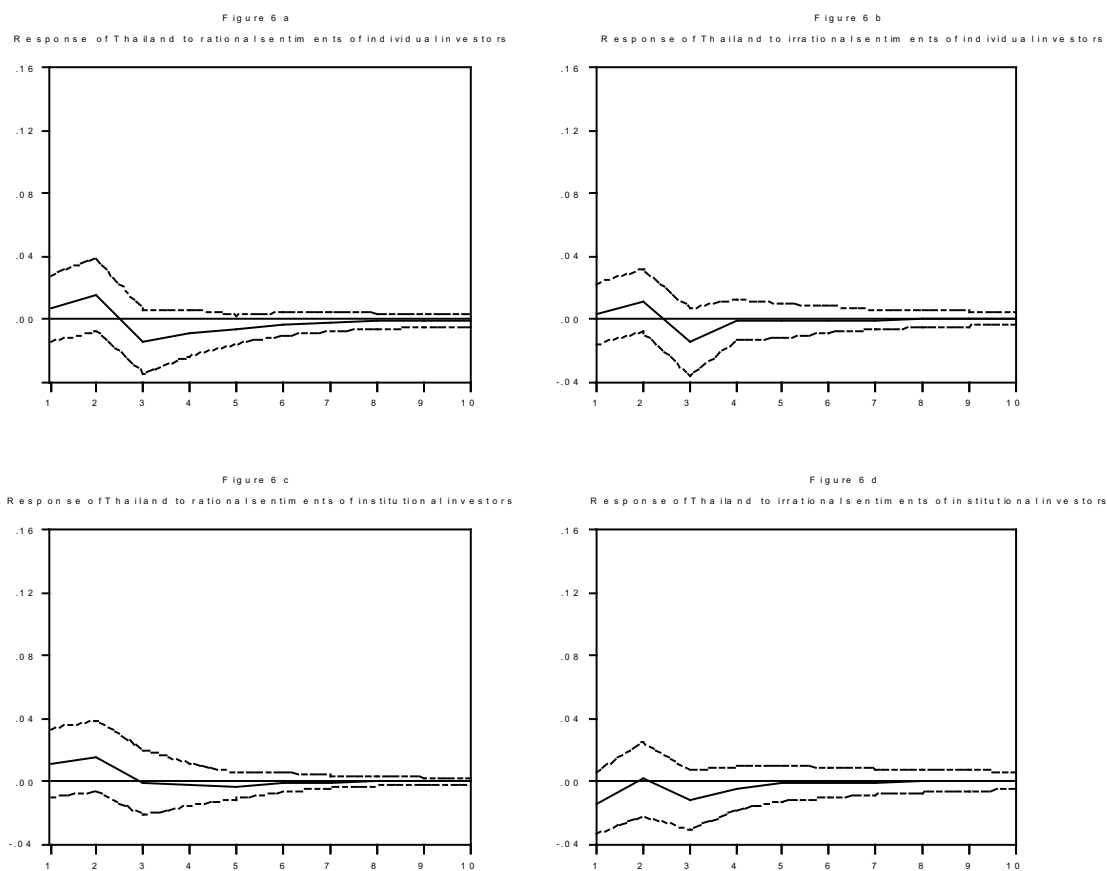 Figure 6 a
Response of Thailand to rational sentiments of individual investors
.16
.12
.08
.04
.00
1 2 3 4 5 6 7 8 9 10
Figure 6 b
Response of Thailand to irrational sentiments of individual investors
.16
.12
.08
.04
.00
-.04
1 2 3 4 5 6 7 8 9 10
Figure 6 c
Response of Thailand to rational sentiments of institutional investors
.16
.12
.08
.04
.00
-.04
1 2 3 4 5 6 7 8 9 10
Figure 6 d
Response of Thailand to irrational sentiments of institutional investors
.16
.12
.08
.04
.00
-.04
1 2 3 4 5 6 7 8 9 10